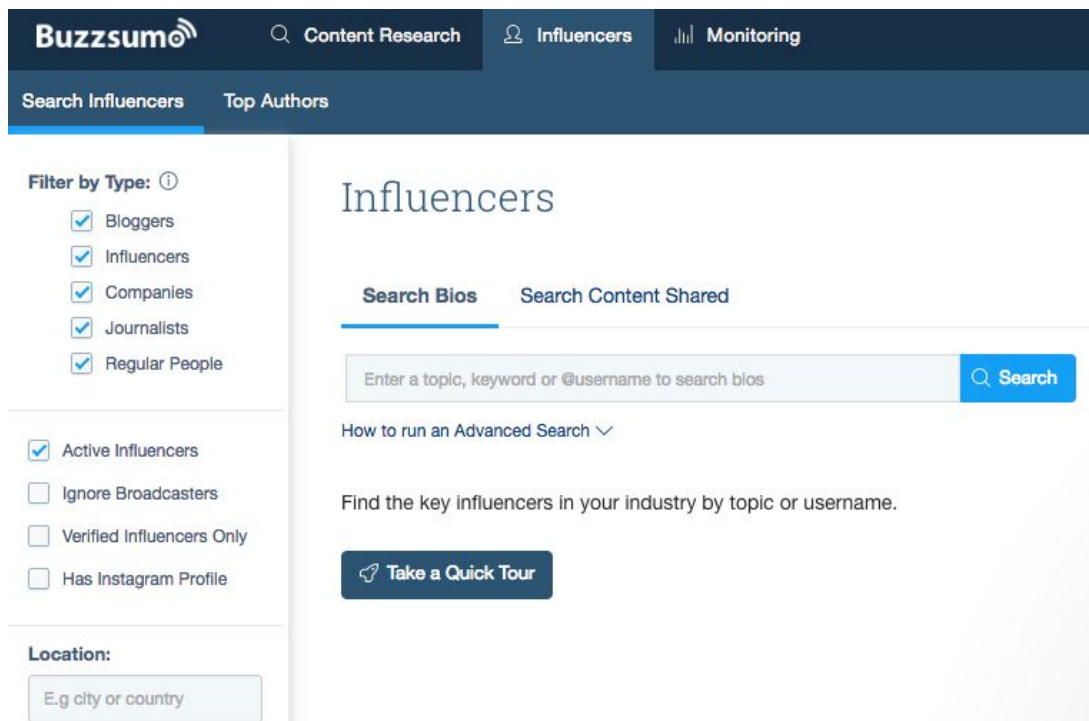 Buzzsumo
Content Research
Influencers
Monitoring
Search Influencers
Top Authors
Filter by Type:
Bloggers
Influencers
Companies
Journalists
Regular People
Active Influencers
Ignore Broadcasters
Verified Influencers Only
Has Instagram Profile
Location:
E.g city or country
Influencers
Search Bios
Search Content Shared
Enter a topic, keyword or @username to search bios
Search
How to run an Advanced Search
Find the key influencers in your industry by topic or username.
Take a Quick Tour